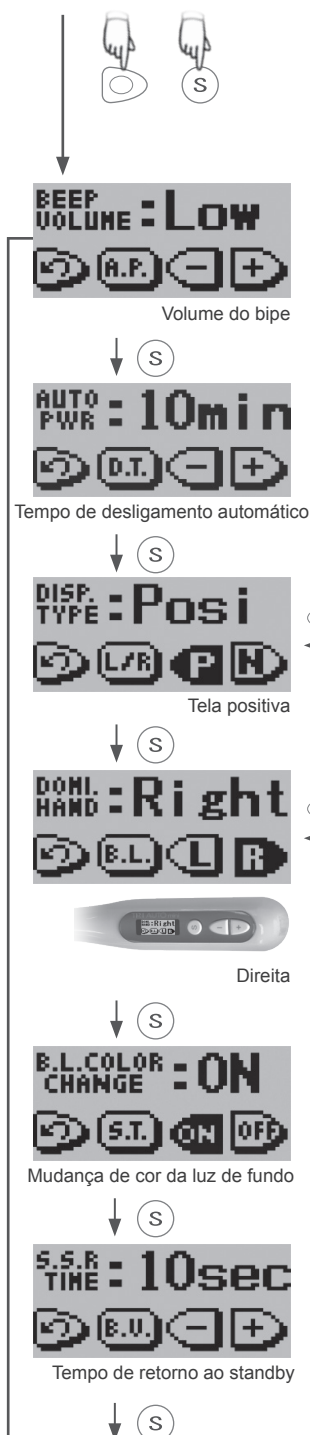 S
BEEP
VOLUME : Low
A.P. - +
Volume do bipe
S
AUTO
PWR : 10min
D.T. - +
Tempo de desligamento automático
S
DISP.
TYPE : Posi
L/R P N
Tela positiva
S
DOMI.
HAND : Right
B.L. L R
S - +
Direita
S
B.L.COLOR
CHANGE : ON
S.T. ON OFF
Mudança de cor da luz de fundo
S
S.S.R
TIME : 10sec
B.V. - +
Tempo de retorno ao standby
S